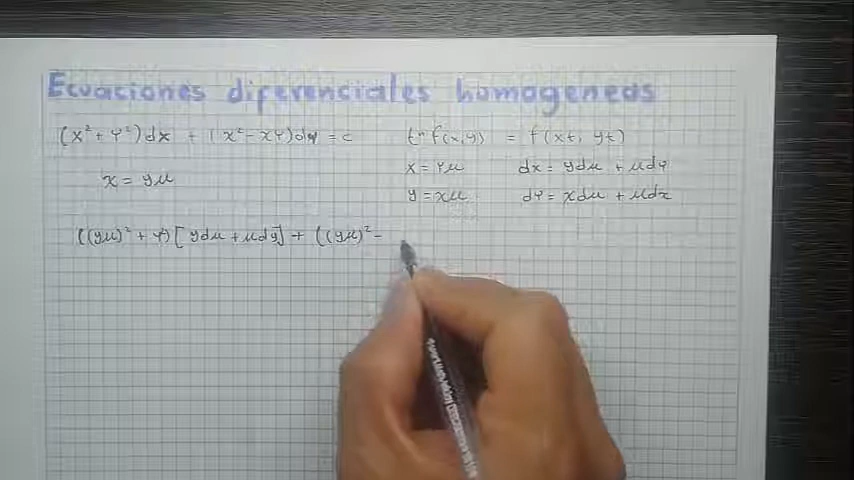 Ecuaciones diferenciales homogeneas
(x² + y²)dx + (x² - xy)dy = c
tⁿ f(x,y) = f(xt, yt)
x = yu dx = ydu + udy
x = yu
y = xu dy = xdu + udx
((yu)² + y²) [ydu + udy] + ((yu)² -